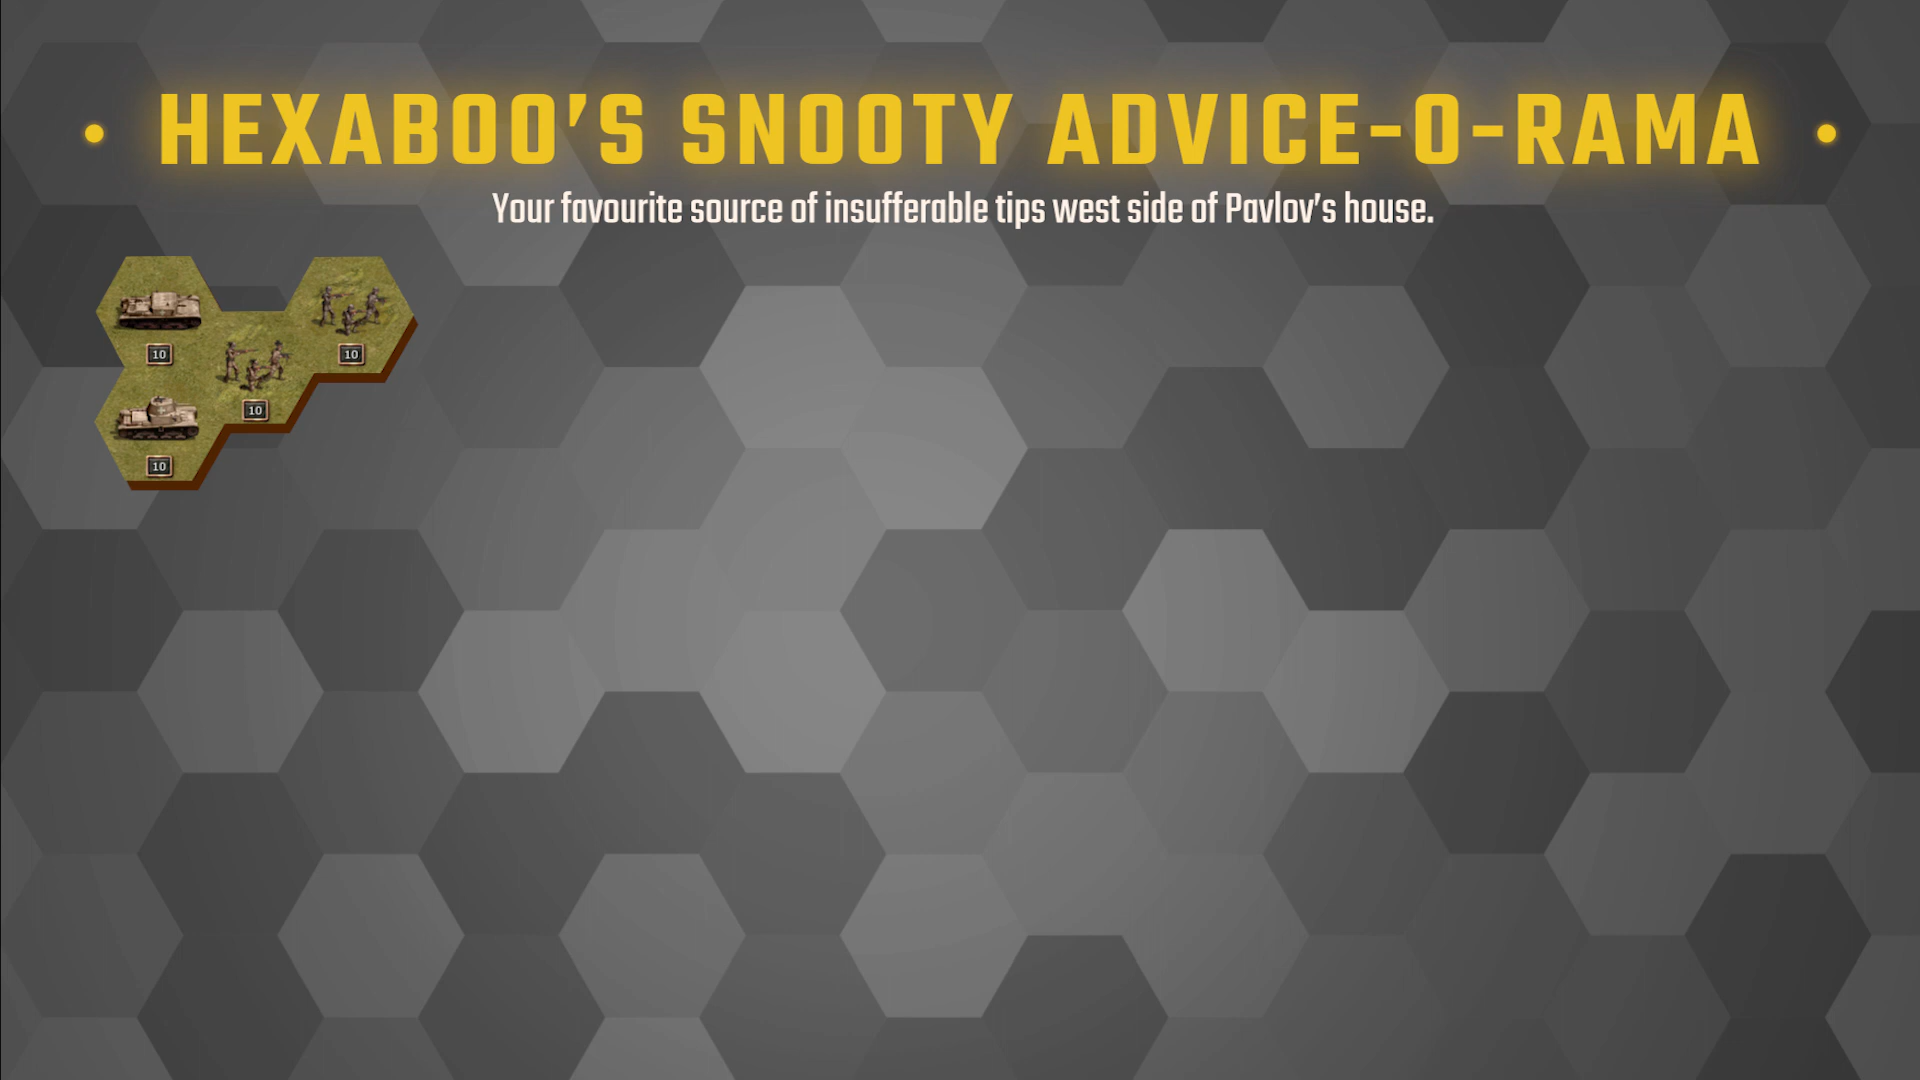 HEXABOO’S SNOOTY ADVICE-O-RAMA
Your favourite source of insufferable tips west side of Pavlov’s house.
10
10
10
10